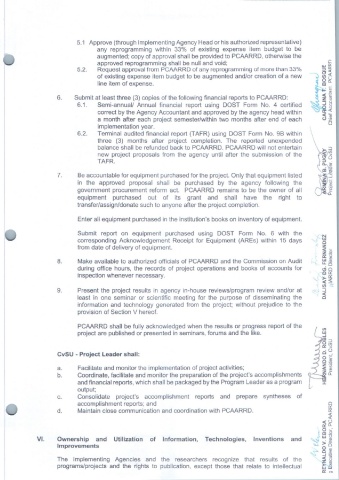 5.1 Approve (through Implementing Agency Head or his authorized representative)
any reprogramming within 33% of existing expense item budget to be
augmented; copy of approval shall be provided to PCAARRD, otherwise the
approved reprogramming shall be null and void.
5.2. Request approval from PCAARRD of any reprogramming of more than 33%
of existing expense item budget to be augmented and/or creation of a new
line item of expense.
6. Submit at least three (3) copies of the following financial reports to PCAARRD:
6.1. Semi-annual/ Annual financial report using DOST Form No. 4 certified
correct by the Agency Accountant and approved by the agency head within
a month after each project semester/within two months after end of each
implementation year.
6.2. Terminal audited financial report (TAFR) using DOST Form No. 9B within
three (3) months after project completion. The reported unexpended
balance shall be refunded back to PCAARRD. PCAARRD will not entertain
new project proposals from the agency until after the submission of the
TAFR.
7. Be accountable for equipment purchased for the project. Only that equipment listed
in the approved proposal shall be purchased by the agency following the
government procurement reform act. PCAARRD remains to be the owner of all
equipment purchased out of its grant and shall have the right to
transfer/assign/donate such to anyone after the project completion.
Enter all equipment purchased in the Institution's books on inventory of equipment.
Submit report on equipment purchased using DOST Form No. 6 with the
corresponding Acknowledgement Receipt for Equipment (AREs) within 15 days
from date of delivery of equipment.
8. Make available to authorized officials of PCAARRD and the Commission on Audit
during office hours, the records of project operations and books of accounts for
inspection whenever necessary.
9. Present the project results in agency in-house reviews/program review and/or at
least in one seminar or scientific meeting for the purpose of disseminating the
information and technology generated from the project; without prejudice to the
provision of Section V hereof.
PCAARRD shall be fully acknowledged when the results or progress report of the
project are published or presented in seminars, forums and the like.
CvSU - Project Leader shall:
a. Facilitate and monitor the implementation of project activities;
b. Coordinate, facilitate and monitor the preparation of the project's accomplishments
and financial reports, which shall be packaged by the Program Leader as a program
output;
c. Consolidate project's accomplishment reports and prepare syntheses of
accomplishment reports; and
d. Maintain close communication and coordination with PCAARRD.
VI. Ownership and Utilization of Information, Technologies, Inventions and
Improvements
The Implementing Agencies and the researchers recognize that results of the
programs/projects and the rights to publication, except those that relate to intellectual
CAROLINA F. BOSQUE
Chief Accountant, PCAARRD
Project Leader, CvSU
DALISAY DG. FERNANDEZ
Director
HERNANDO D. ROBLES
President, CvSU
REYNALDO V. EBORA
Executive Director, PCAARRD